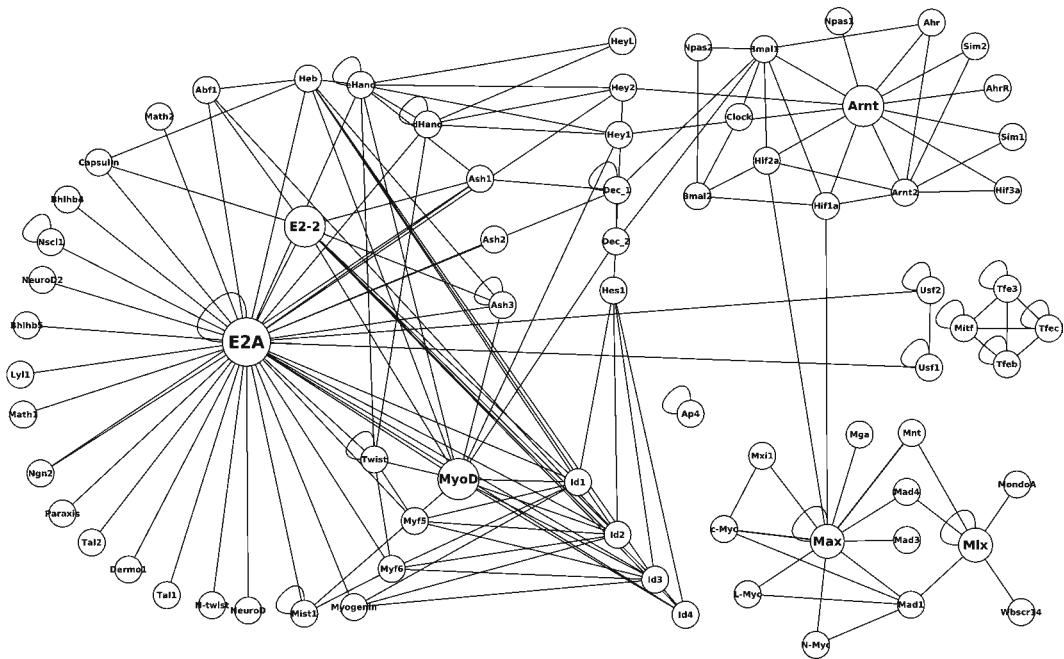 HeyL
Npas1
Ahr
Npas2
Bmal1
Sim2
Heb
eHand
Abf1
Hey2
AhrR
Arnt
Math2
dHand
Hey1
Clock
Sim1
Capsulin
Hif2a
Ash1
Dec_1
Bmal2
Hif1a
Arnt2
Hif3a
Bhlhb4
E2-2
Nscl1
Ash2
Dec_2
NeuroD2
Hes1
Usf2
Tfe3
Ash3
Bhlhb5
E2A
Mitf
Tfec
Lyl1
Usf1
Tfeb
Math1
Ap4
Mga
Mnt
Ngn2
Twist
MyoD
Id1
Mxi1
MondoA
Mad4
Paraxis
Myf5
c-Myc
Tal2
Id2
Max
Mad3
Mlx
Dermo1
Myf6
Id3
Tal1
N-twist
NeuroD
Mist1
Myogenin
Id4
L-Myc
Mad1
Wbscr14
N-Myc